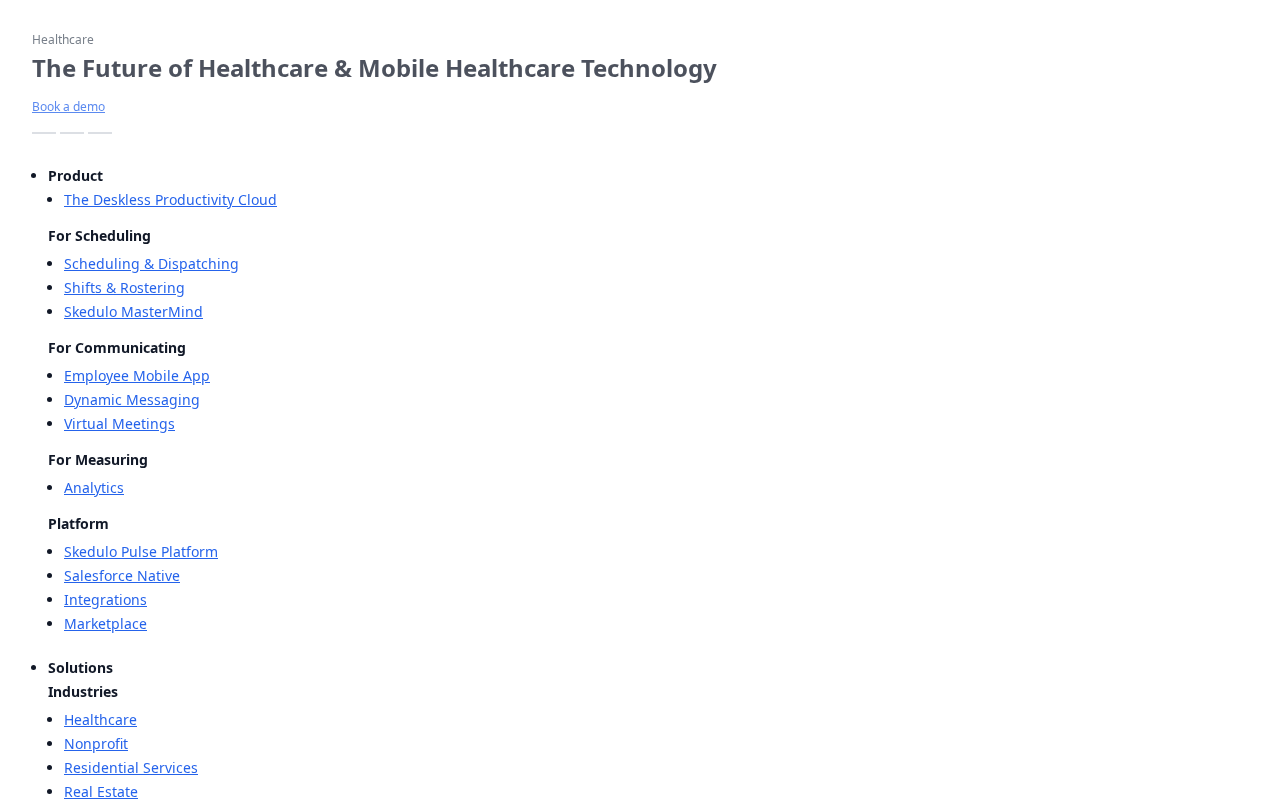 Healthcare
The Future of Healthcare & Mobile Healthcare Technology
Book a demo
Product
The Deskless Productivity Cloud
For Scheduling
Scheduling & Dispatching
Shifts & Rostering
Skedulo MasterMind
For Communicating
Employee Mobile App
Dynamic Messaging
Virtual Meetings
For Measuring
Analytics
Platform
Skedulo Pulse Platform
Salesforce Native
Integrations
Marketplace
Solutions
Industries
Healthcare
Nonprofit
Residential Services
Real Estate